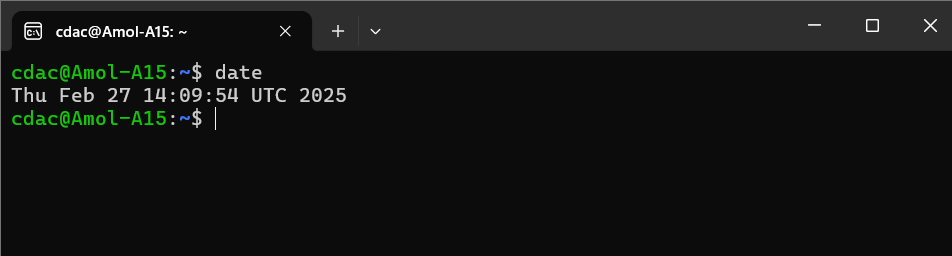 cdac@Amol-A15: ~
cdac@Amol-A15:~$ date
Thu Feb 27 14:09:54 UTC 2025
cdac@Amol-A15:~$